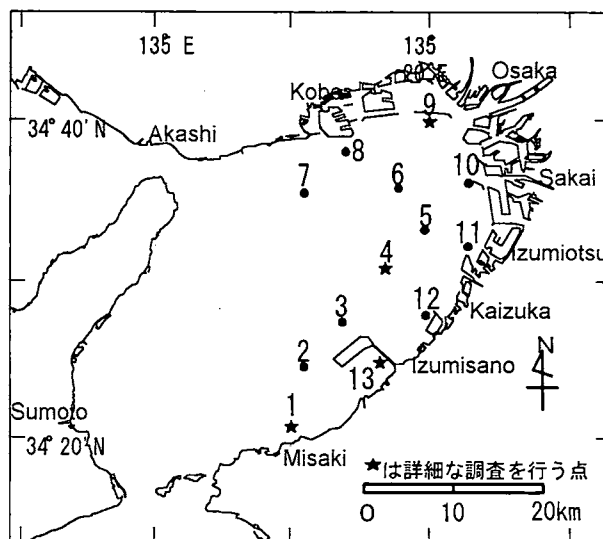 135° E
135°
Osaka
Kobe
9
34° 40' N
Akashi
8
10
Sakai
7
6
5
11
Izumiotsu
4
3
12
Kaizuka
2
13
Izumisano
N
1
Sumoto
34° 20' N
Misaki
★は詳細な調査を行う点
0 10 20km